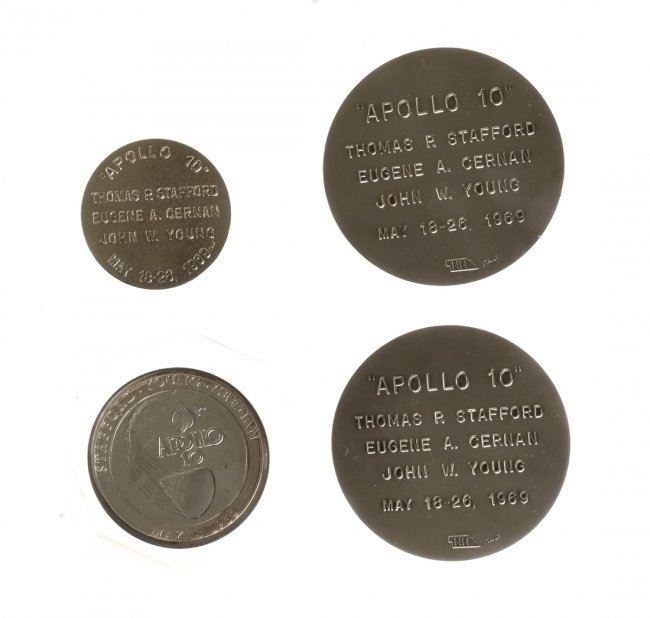 "APOLLO 10"
THOMAS P. STAFFORD
EUGENE A. CERNAN
JOHN W. YOUNG
MAY 18-26, 1969
"APOLLO 10"
THOMAS P. STAFFORD
EUGENE A. CERNAN
JOHN W. YOUNG
MAY 18-26, 1969
STAFFORD · YOUNG · CERNAN
APOLLO
10
MAY 1969
"APOLLO 10"
THOMAS P. STAFFORD
EUGENE A. CERNAN
JOHN W. YOUNG
MAY 18-26, 1969